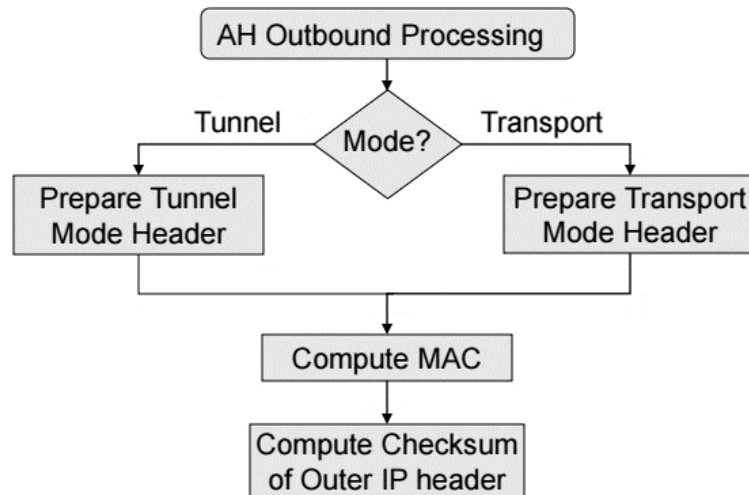 AH Outbound Processing
Tunnel
Mode?
Transport
Prepare Tunnel
Mode Header
Prepare Transport
Mode Header
Compute MAC
Compute Checksum
of Outer IP header